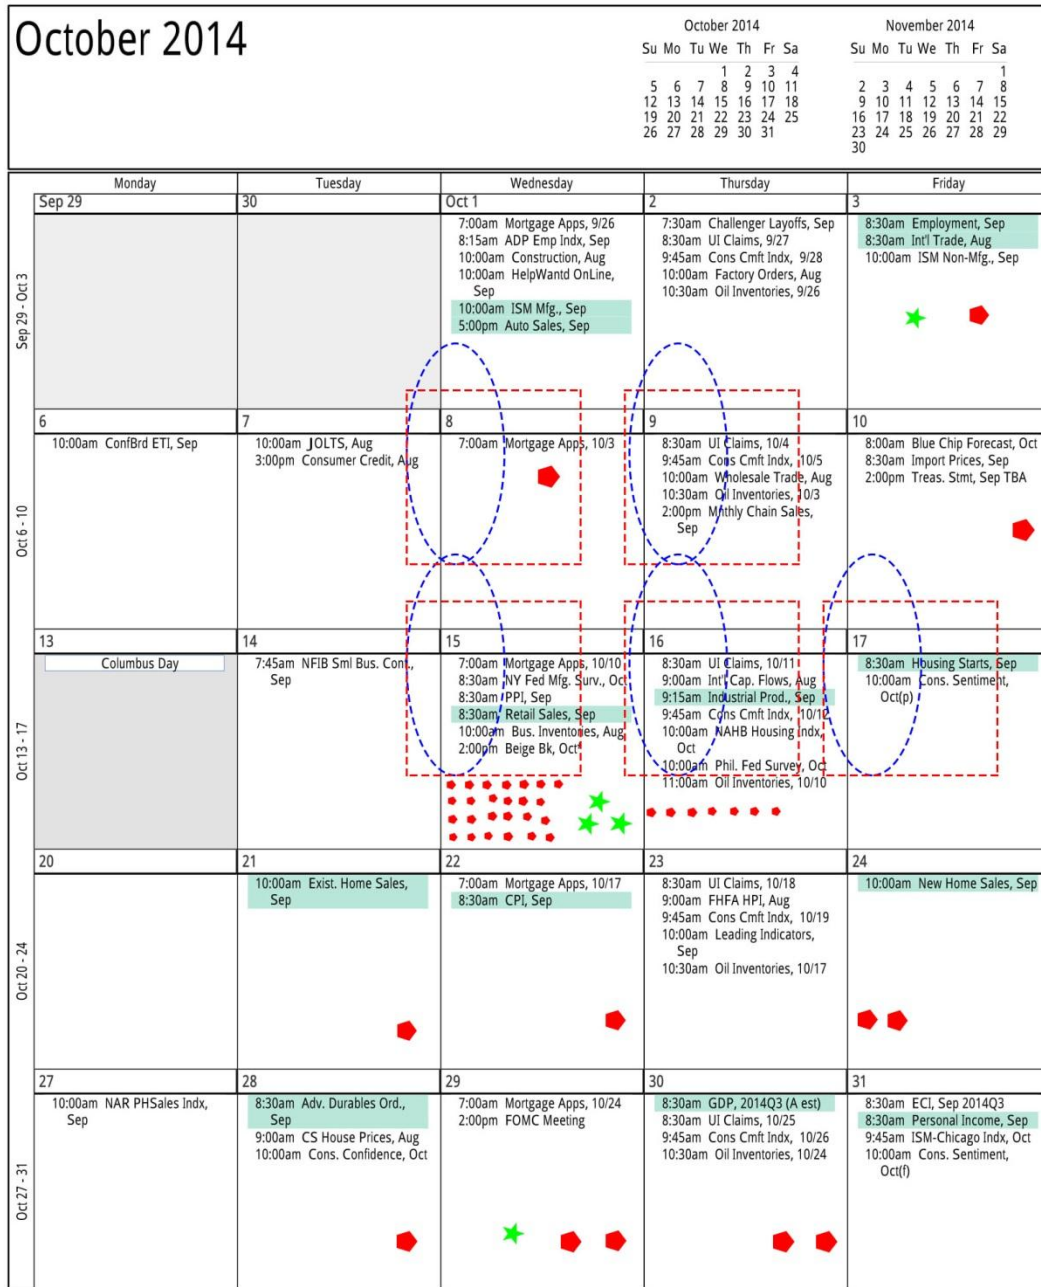 October 2014
October 2014
Su Mo Tu We Th Fr Sa
1 2 3 4
5 6 7 8 9 10 11
12 13 14 15 16 17 18
19 20 21 22 23 24 25
26 27 28 29 30 31
November 2014
Su Mo Tu We Th Fr Sa
1
2 3 4 5 6 7 8
9 10 11 12 13 14 15
16 17 18 19 20 21 22
23 24 25 26 27 28 29
30
Monday
Tuesday
Wednesday
Thursday
Friday
Sep 29 - Oct 3
Sep 29
30
Oct 1
7:00am Mortgage Apps, 9/26
8:15am ADP Emp Indx, Sep
10:00am Construction, Aug
10:00am HelpWantd OnLine,
Sep
10:00am ISM Mfg., Sep
5:00pm Auto Sales, Sep
2
7:30am Challenger Layoffs, Sep
8:30am UI Claims, 9/27
9:45am Cons Cmft Indx, 9/28
10:00am Factory Orders, Aug
10:30am Oil Inventories, 9/26
3
8:30am Employment, Sep
8:30am Int'l Trade, Aug
10:00am ISM Non-Mfg., Sep
Oct 6 - 10
6
10:00am ConfBrd ETI, Sep
7
10:00am JOLTS, Aug
3:00pm Consumer Credit, Aug
8
7:00am Mortgage Apps, 10/3
9
8:30am UI Claims, 10/4
9:45am Cons Cmft Indx, 10/5
10:00am Wholesale Trade, Aug
10:30am Oil Inventories, 10/3
2:00pm Mnthly Chain Sales,
Sep
10
8:00am Blue Chip Forecast, Oct
8:30am Import Prices, Sep
2:00pm Treas. Stmt, Sep TBA
Oct 13 - 17
13
Columbus Day
14
7:45am NFIB Sml Bus. Conf.,
Sep
15
7:00am Mortgage Apps, 10/10
8:30am NY Fed Mfg. Surv., Oct
8:30am PPI, Sep
8:30am Retail Sales, Sep
10:00am Bus. Inventories, Aug
2:00pm Beige Bk, Oct
16
8:30am UI Claims, 10/11
9:00am Int'l Cap. Flows, Aug
9:15am Industrial Prod., Sep
9:45am Cons Cmft Indx, 10/12
10:00am NAHB Housing Indx,
Oct
10:00am Phil. Fed Survey, Oct
11:00am Oil Inventories, 10/10
17
8:30am Housing Starts, Sep
10:00am Cons. Sentiment,
Oct(p)
Oct 20 - 24
20
21
10:00am Exist. Home Sales,
Sep
22
7:00am Mortgage Apps, 10/17
8:30am CPI, Sep
23
8:30am UI Claims, 10/18
9:00am FHFA HPI, Aug
9:45am Cons Cmft Indx, 10/19
10:00am Leading Indicators,
Sep
10:30am Oil Inventories, 10/17
24
10:00am New Home Sales, Sep
Oct 27 - 31
27
10:00am NAR PHSales Indx,
Sep
28
8:30am Adv. Durables Ord.,
Sep
9:00am CS House Prices, Aug
10:00am Cons. Confidence, Oct
29
7:00am Mortgage Apps, 10/24
2:00pm FOMC Meeting
30
8:30am GDP, 2014Q3 (A est)
8:30am UI Claims, 10/25
9:45am Cons Cmft Indx, 10/26
10:30am Oil Inventories, 10/24
31
8:30am ECI, Sep 2014Q3
8:30am Personal Income, Sep
9:45am ISM-Chicago Indx, Oct
10:00am Cons. Sentiment,
Oct(f)